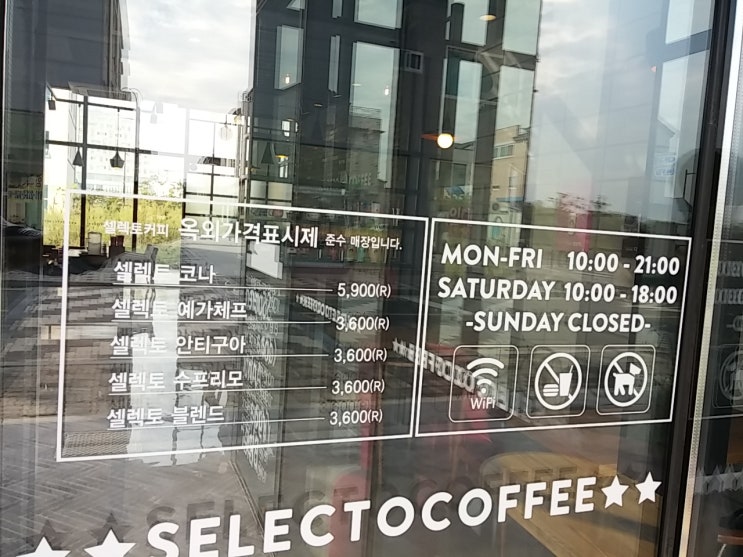 셀렉토커피 옥외가격표시제 준수 매장입니다.
셀렉토 코나 5,900(R)
셀렉토 예가체프 3,600(R)
셀렉토 안티구아 3,600(R)
셀렉토 수프리모 3,600(R)
셀렉토 블렌드 3,600(R)
MON-FRI 10:00 - 21:00
SATURDAY 10:00 - 18:00
-SUNDAY CLOSED-
WiFi
★★SELECTOCOFFEE★★